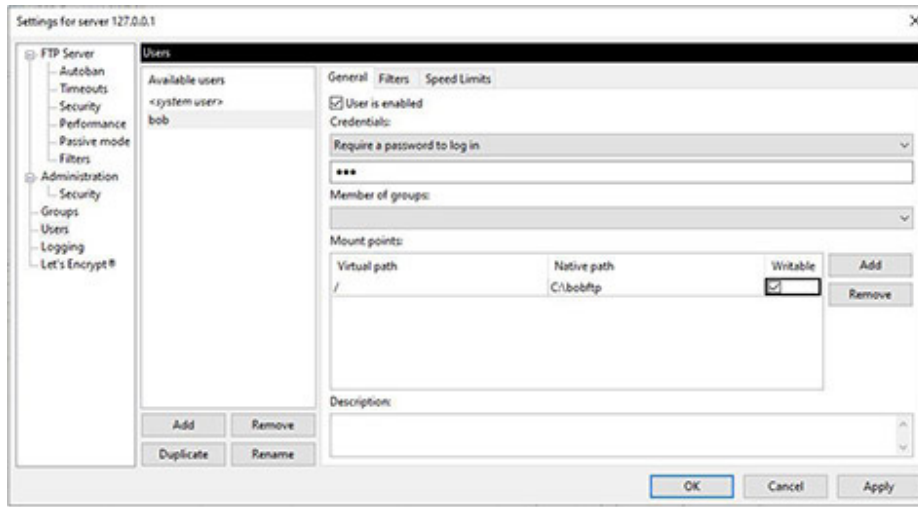 Settings for server 127.0.0.1
FTP Server
Autoban
Timeouts
Security
Performance
Passive mode
Filters
Administration
Security
Groups
Users
Logging
Let's Encrypt®
Users
Available users
<system user>
bob
Add
Remove
Duplicate
Rename
General
Filters
Speed Limits
User is enabled
Credentials:
Require a password to log in
•••
Member of groups:
Mount points:
Virtual path
Native path
Writable
/
C:\bobftp
Add
Remove
Description:
OK
Cancel
Apply